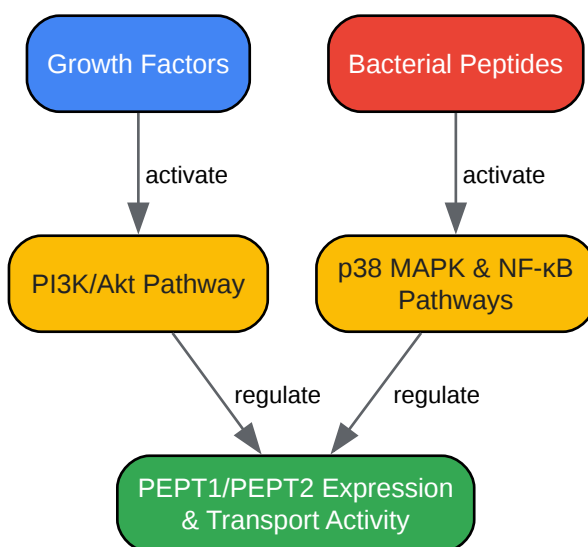 Growth Factors
Bacterial Peptides
activate
activate
PI3K/Akt Pathway
p38 MAPK & NF-κB
Pathways
regulate
regulate
PEPT1/PEPT2 Expression
& Transport Activity